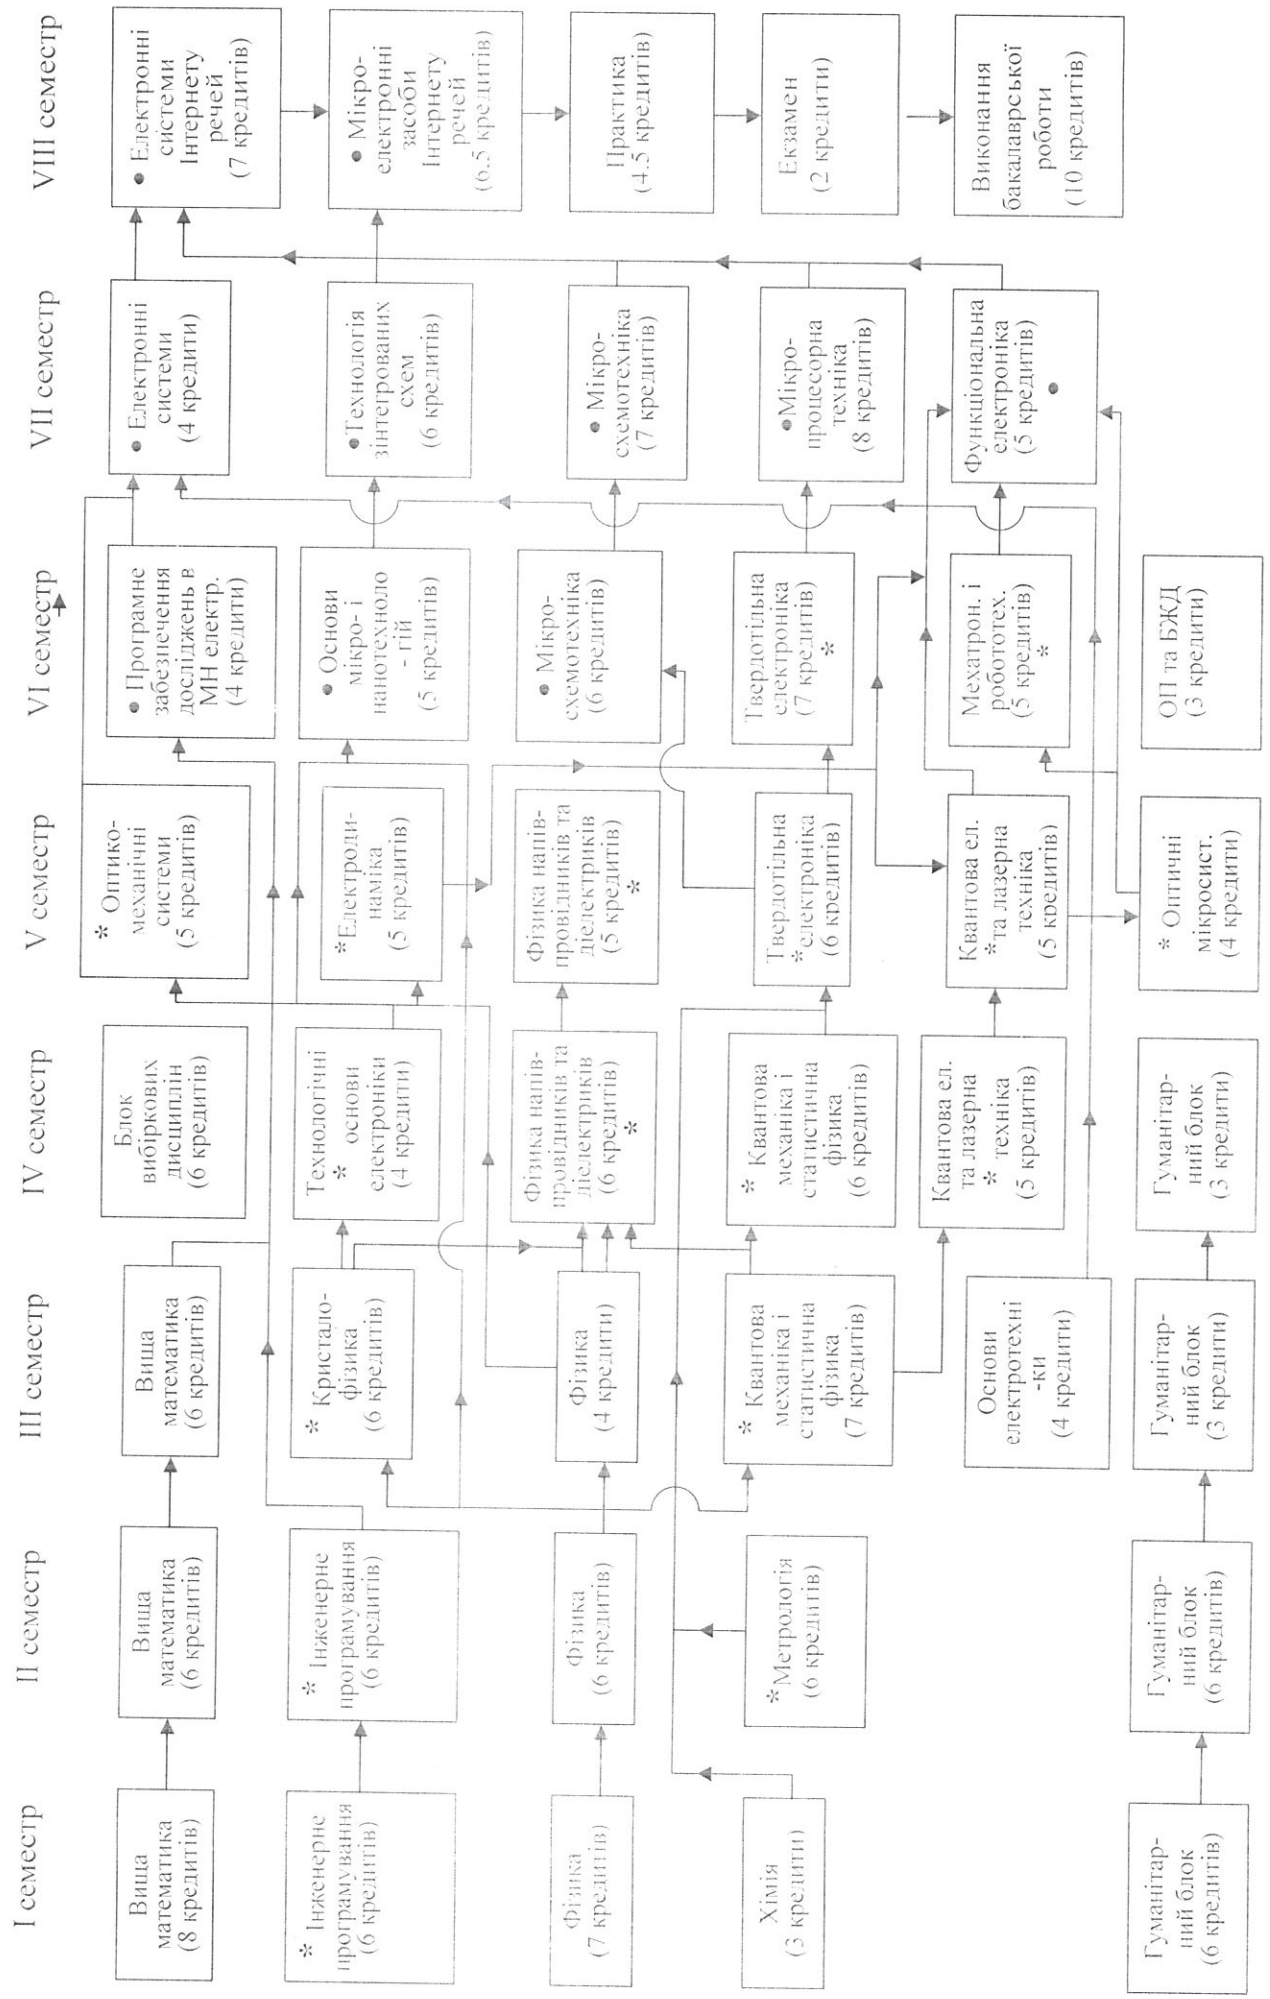 I семестр
Вища
математика
(8 кредитів)
* Інженерне
програмування
(6 кредитів)
Фізика
(7 кредитів)
Хімія
(3 кредити)
Гуманітар-
ний блок
(6 кредитів)
II семестр
Вища
математика
(6 кредитів)
* Інженерне
програмування
(6 кредитів)
Фізика
(6 кредитів)
* Метрологія
(6 кредитів)
Гуманітар-
ний блок
(6 кредитів)
III семестр
Вища
математика
(6 кредитів)
* Кристало-
фізика
(6 кредитів)
Фізика
(4 кредити)
* Квантова
механіка і
статистична
фізика
(7 кредитів)
Основи
електротехні
-ки
(4 кредити)
Гуманітар-
ний блок
(3 кредити)
IV семестр
Блок
вибіркових
дисциплін
(6 кредитів)
Технологічні
* основи
електроніки
(4 кредити)
Фізика напів-
провідників та
діелектриків
(6 кредитів)
*
* Квантова
механіка і
статистична
фізика
(6 кредитів)
Квантова ел.
та лазерна
* техніка
(5 кредитів)
Гуманітар-
ний блок
(3 кредити)
V семестр
* Оптико-
механічні
системи
(5 кредитів)
*Електроди-
наміка
(5 кредитів)
Фізика напів-
провідників та
діелектриків
(5 кредитів)
*
Твердотільна
*електроніка
(6 кредитів)
Квантова ел.
*та лазерна
техніка
(5 кредитів)
* Оптичні
мікросист.
(4 кредити)
VI семестр
• Програмне
забезпечення
досліджень в
МН електр.
(4 кредити)
• Основи
мікро- і
нанотехноло
- гій
(5 кредитів)
• Мікро-
схемотехніка
(6 кредитів)
Твердотільна
електроніка
(7 кредитів)
*
Мехатрон. і
робототех.
(5 кредитів)
*
ОП та БЖД
(3 кредити)
VII семестр
• Електронні
системи
(4 кредити)
• Технологія
зінтегрованих
схем
(6 кредитів)
• Мікро-
схемотехніка
(7 кредитів)
• Мікро-
процесорна
техніка
(8 кредитів)
Функціональна
електроніка
(5 кредитів)
•
VIII семестр
• Електронні
системи
Інтернету
речей
(7 кредитів)
• Мікро-
електронні
засоби
Інтернету
речей
(6.5 кредитів)
Практика
(4.5 кредитів)
Екзамен
(2 кредити)
Виконання
бакалаврської
роботи
(10 кредитів)